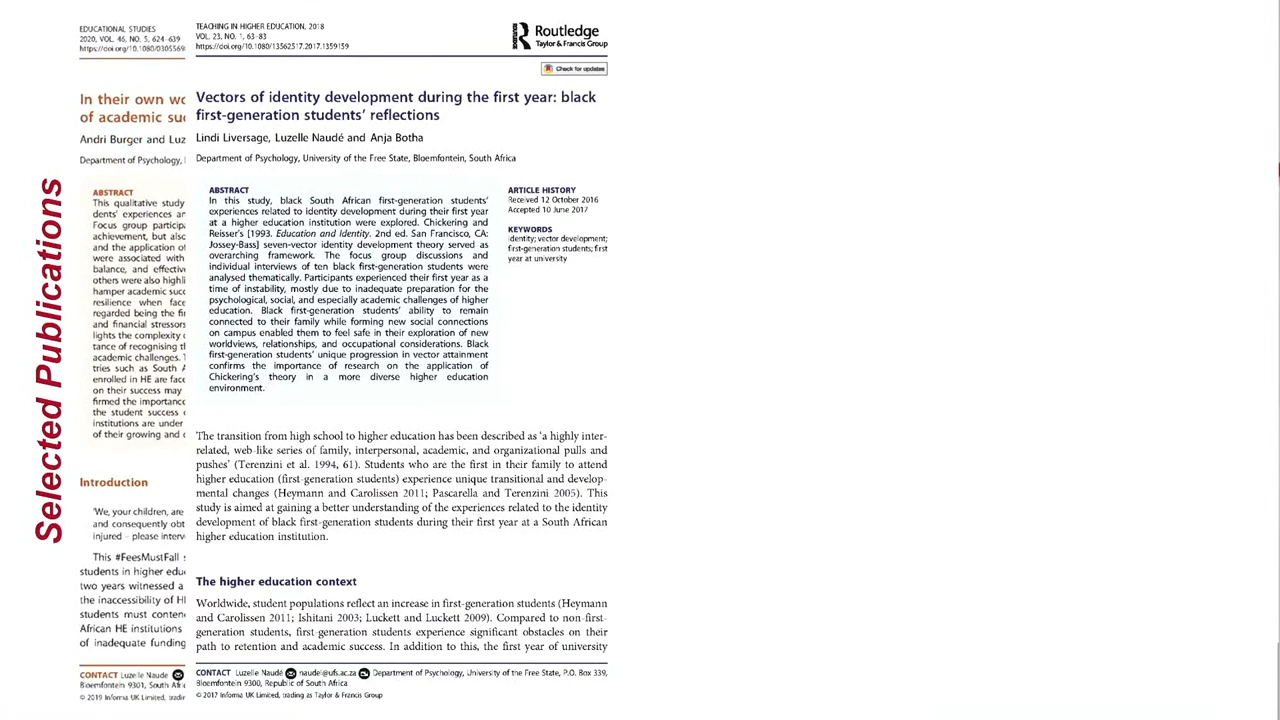 Selected Publications
EDUCATIONAL STUDIES
2020, VOL. 46, NO. 5, 624–639
https://doi.org/10.1080/0305569
In their own
of academic
Andri Burger and
Department of Psychology,
ABSTRACT
This qualitative study
dents’ experiences
Focus group
achievement, but also
and the application of
were associated with
balance, and
others were also
hamper academic
resilience when
regarded being the
and financial stressors
lights the complexity
tance of recognising
academic challenges.
tries such as South
enrolled in HE are
on their success may
firmed the importance
the student success
institutions are under
of their growing and
Introduction
‘We, your children, are
and consequently
injured – please
This #FeesMustFall
students in higher
two years witnessed a
the inaccessibility of
students must
African HE institutions
of inadequate funding
CONTACT Luzelle Naudé
Bloemfontein 9301, South
© 2019 Informa UK Limited,
TEACHING IN HIGHER EDUCATION, 2018
VOL. 23, NO. 1, 63–83
https://doi.org/10.1080/13562517.2017.1359159
Routledge
Taylor & Francis Group
Check for updates
Vectors of identity development during the first year: black
first-generation students’ reflections
Lindi Liversage, Luzelle Naudé and Anja Botha
Department of Psychology, University of the Free State, Bloemfontein, South Africa
ABSTRACT
In this study, black South African first-generation students’
experiences related to identity development during their first year
at a higher education institution were explored. Chickering and
Reisser’s [1993. Education and Identity. 2nd ed. San Francisco, CA:
Jossey-Bass] seven-vector identity development theory served as
overarching framework. The focus group discussions and
individual interviews of ten black first-generation students were
analysed thematically. Participants experienced their first year as a
time of instability, mostly due to inadequate preparation for the
psychological, social, and especially academic challenges of higher
education. Black first-generation students’ ability to remain
connected to their family while forming new social connections
on campus enabled them to feel safe in their exploration of new
worldviews, relationships, and occupational considerations. Black
first-generation students’ unique progression in vector attainment
confirms the importance of research on the application of
Chickering’s theory in a more diverse higher education
environment.
ARTICLE HISTORY
Received 12 October 2016
Accepted 10 June 2017
KEYWORDS
Identity; vector development;
first-generation students; first
year at university
The transition from high school to higher education has been described as ‘a highly inter-
related, web-like series of family, interpersonal, academic, and organizational pulls and
pushes’ (Terenzini et al. 1994, 61). Students who are the first in their family to attend
higher education (first-generation students) experience unique transitional and develop-
mental changes (Heymann and Carolissen 2011; Pascarella and Terenzini 2005). This
study is aimed at gaining a better understanding of the experiences related to the identity
development of black first-generation students during their first year at a South African
higher education institution.
The higher education context
Worldwide, student populations reflect an increase in first-generation students (Heymann
and Carolissen 2011; Ishitani 2003; Luckett and Luckett 2009). Compared to non-first-
generation students, first-generation students experience significant obstacles on their
path to retention and academic success. In addition to this, the first year of university
CONTACT Luzelle Naudé naudel@ufs.ac.za Department of Psychology, University of the Free State, P.O. Box 339,
Bloemfontein 9300, Republic of South Africa
© 2017 Informa UK Limited, trading as Taylor & Francis Group